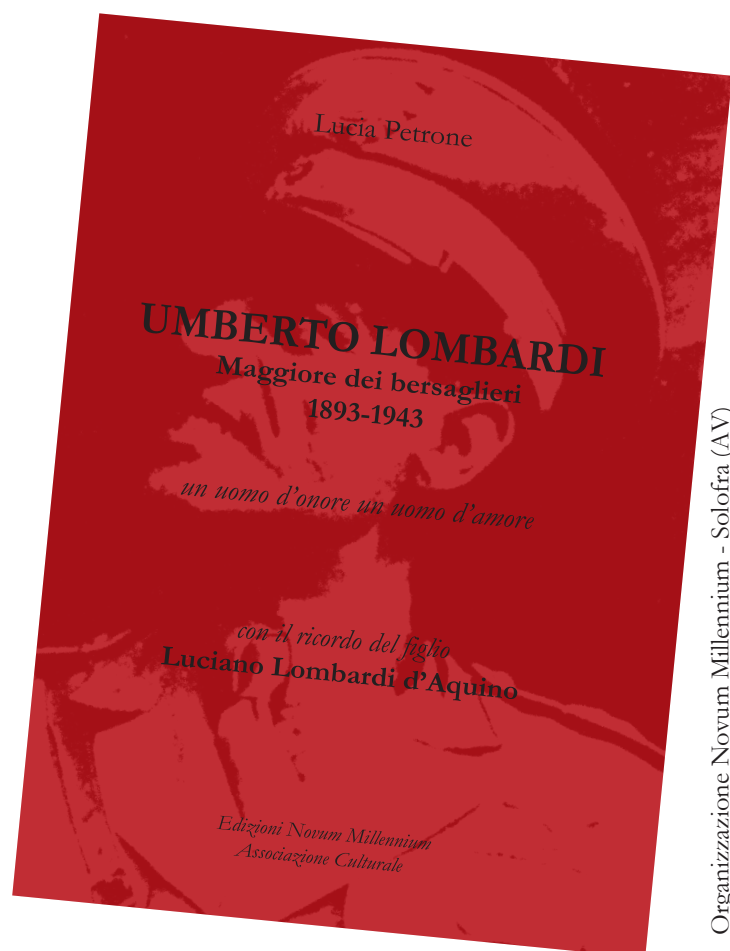 Lucia Petrone
UMBERTO LOMBARDI
Maggiore dei bersaglieri
1893-1943
un uomo d'onore un uomo d'amore
con il ricordo del figlio
Luciano Lombardi d'Aquino
Edizioni Novum Millennium
Associazione Culturale
Organizzazione Novum Millennium - Solofra (AV)